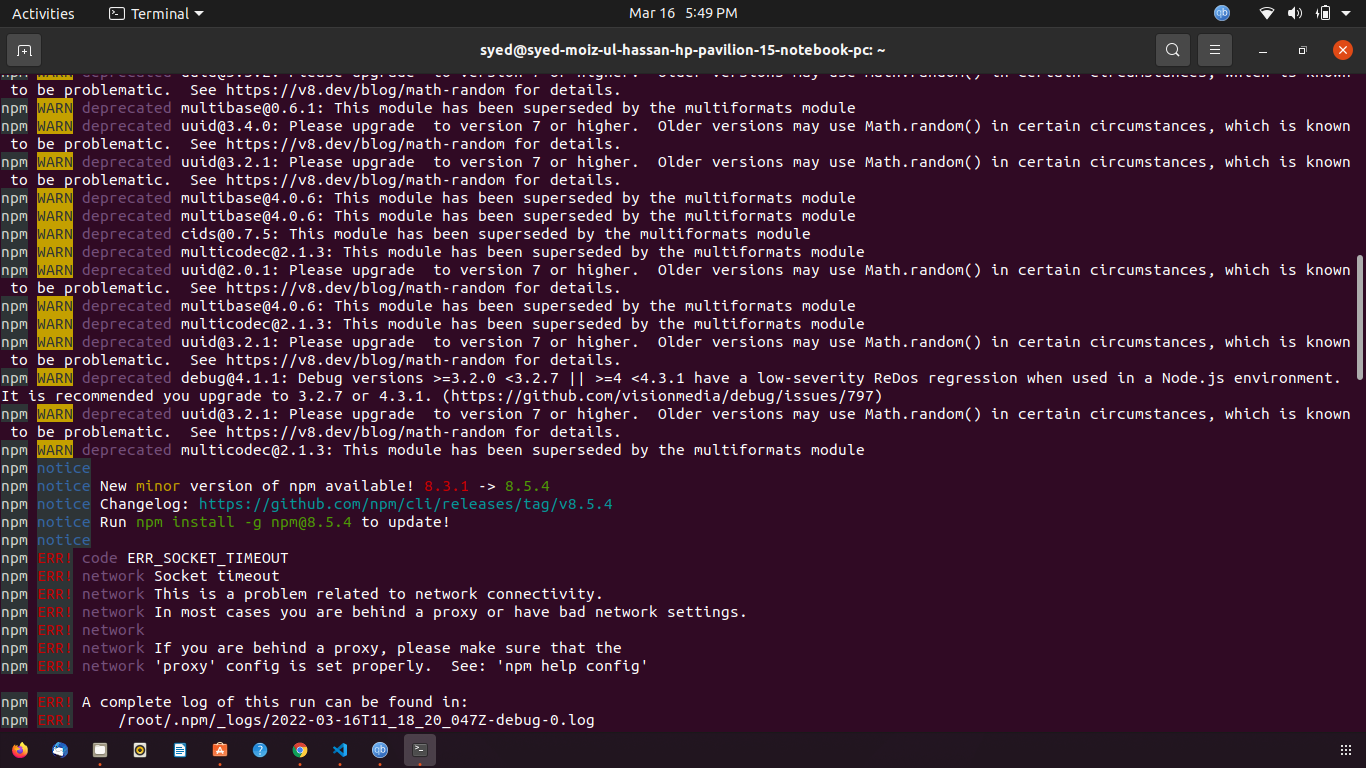 Activities
Terminal
Mar 16 5:49 PM
qb
syed@syed-moiz-ul-hassan-hp-pavilion-15-notebook-pc: ~
npm WARN deprecated uuid@3.3.2: Please upgrade  to version 7 or higher.  Older versions may use Math.random() in certain circumstances, which is known
 to be problematic.  See https://v8.dev/blog/math-random for details.
npm WARN deprecated multibase@0.6.1: This module has been superseded by the multiformats module
npm WARN deprecated uuid@3.4.0: Please upgrade  to version 7 or higher.  Older versions may use Math.random() in certain circumstances, which is known
 to be problematic.  See https://v8.dev/blog/math-random for details.
npm WARN deprecated uuid@3.2.1: Please upgrade  to version 7 or higher.  Older versions may use Math.random() in certain circumstances, which is known
 to be problematic.  See https://v8.dev/blog/math-random for details.
npm WARN deprecated multibase@4.0.6: This module has been superseded by the multiformats module
npm WARN deprecated multibase@4.0.6: This module has been superseded by the multiformats module
npm WARN deprecated cids@0.7.5: This module has been superseded by the multiformats module
npm WARN deprecated multicodec@2.1.3: This module has been superseded by the multiformats module
npm WARN deprecated uuid@2.0.1: Please upgrade  to version 7 or higher.  Older versions may use Math.random() in certain circumstances, which is known
 to be problematic.  See https://v8.dev/blog/math-random for details.
npm WARN deprecated multibase@4.0.6: This module has been superseded by the multiformats module
npm WARN deprecated multicodec@2.1.3: This module has been superseded by the multiformats module
npm WARN deprecated uuid@3.2.1: Please upgrade  to version 7 or higher.  Older versions may use Math.random() in certain circumstances, which is known
 to be problematic.  See https://v8.dev/blog/math-random for details.
npm WARN deprecated debug@4.1.1: Debug versions >=3.2.0 <3.2.7 || >=4 <4.3.1 have a low-severity ReDos regression when used in a Node.js environment.
It is recommended you upgrade to 3.2.7 or 4.3.1. (https://github.com/visionmedia/debug/issues/797)
npm WARN deprecated uuid@3.2.1: Please upgrade  to version 7 or higher.  Older versions may use Math.random() in certain circumstances, which is known
 to be problematic.  See https://v8.dev/blog/math-random for details.
npm WARN deprecated multicodec@2.1.3: This module has been superseded by the multiformats module
npm notice
npm notice New minor version of npm available! 8.3.1 -> 8.5.4
npm notice Changelog: https://github.com/npm/cli/releases/tag/v8.5.4
npm notice Run npm install -g npm@8.5.4 to update!
npm notice
npm ERR! code ERR_SOCKET_TIMEOUT
npm ERR! network Socket timeout
npm ERR! network This is a problem related to network connectivity.
npm ERR! network In most cases you are behind a proxy or have bad network settings.
npm ERR! network
npm ERR! network If you are behind a proxy, please make sure that the
npm ERR! network 'proxy' config is set properly.  See: 'npm help config'
npm ERR! A complete log of this run can be found in:
npm ERR!     /root/.npm/_logs/2022-03-16T11_18_20_047Z-debug-0.log
qb